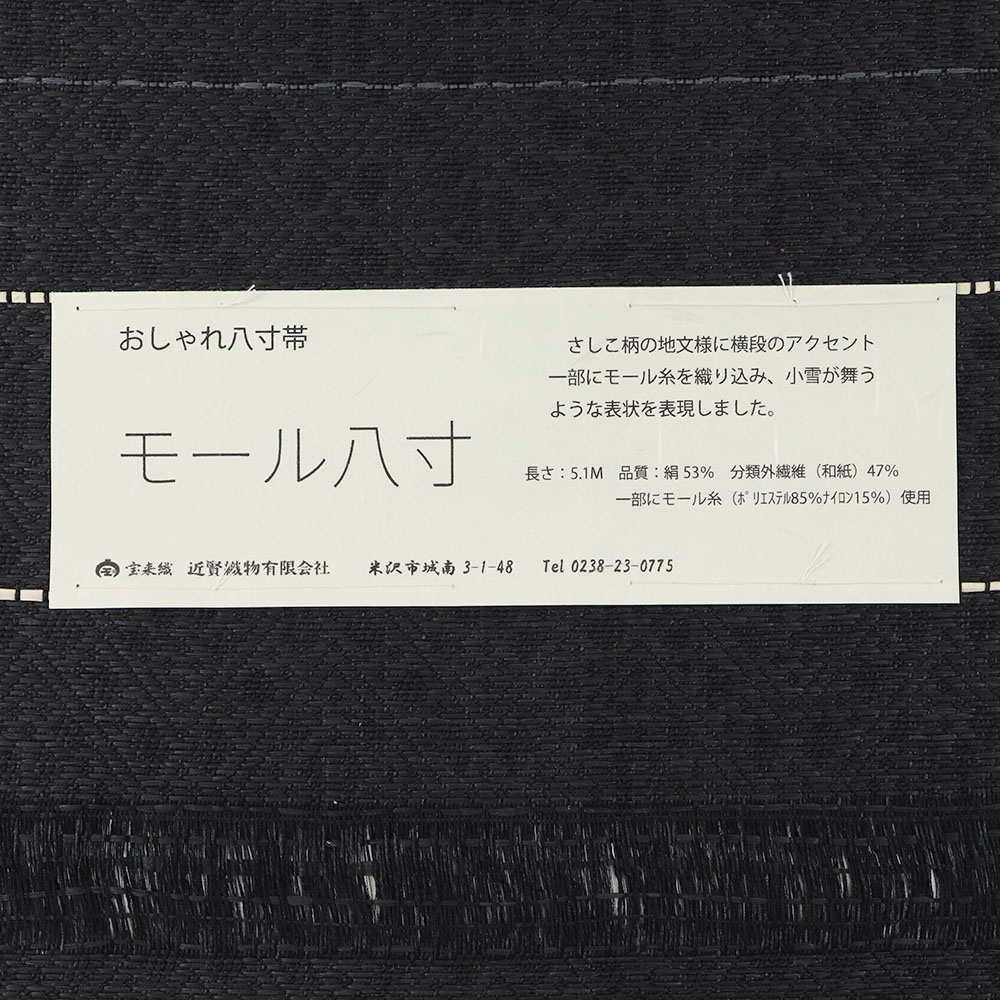 おしゃれ八寸帯
モール八寸
さしこ柄の地文様に横段のアクセント
一部にモール糸を織り込み、小雪が舞う
ような表状を表現しました。
長さ：5.1M 品質：絹 53% 分類外繊維（和紙）47%
一部にモール糸（ﾎﾟﾘｴｽﾃﾙ85%ﾅｲﾛﾝ15%）使用
宝来織 近賢織物有限会社 米沢市城南 3-1-48 Tel 0238-23-0775